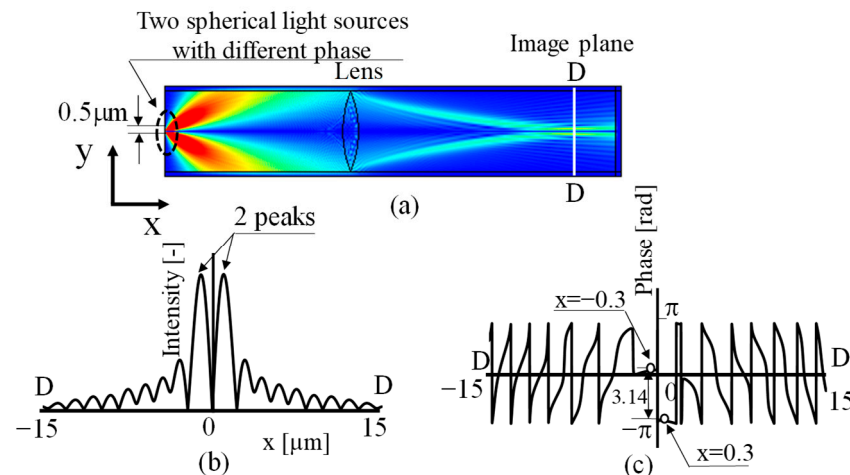 Two spherical light sources
with different phase
Image plane
Lens
D
0.5μm
y
x
D
(a)
2 peaks
Intensity [-]
D
D
−15
0
15
x [μm]
(b)
Phase [rad]
x=−0.3
π
D
D
−15
3.14
0
15
−π
x=0.3
(c)